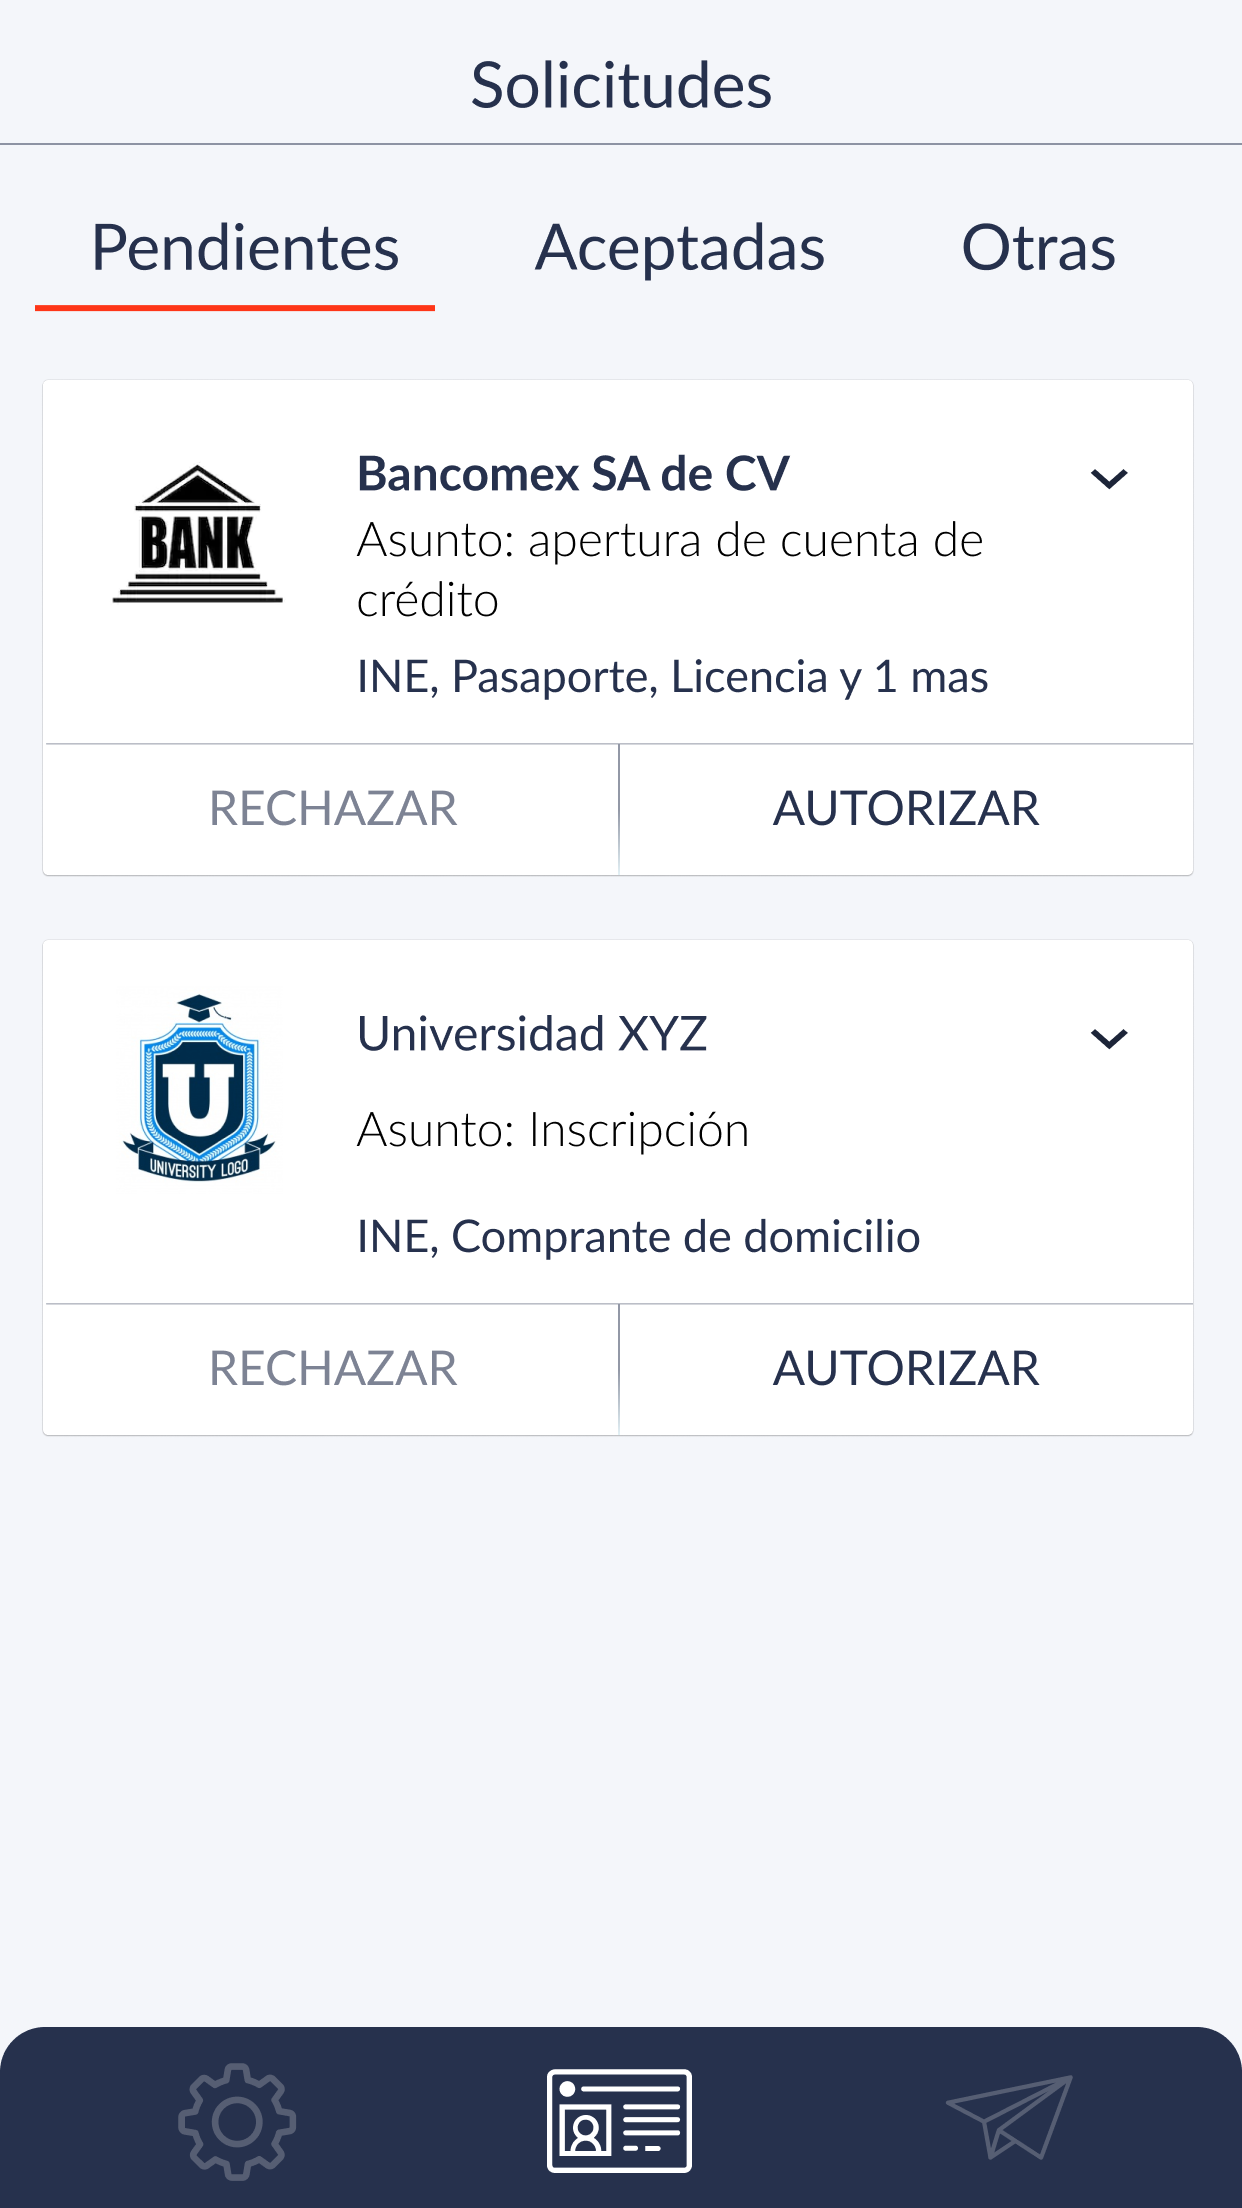 Solicitudes
Pendientes Aceptadas Otras
BANK
Bancomex SA de CV
Asunto: apertura de cuenta de
crédito
INE, Pasaporte, Licencia y 1 mas
RECHAZAR AUTORIZAR
U
UNIVERSITY LOGO
Universidad XYZ
Asunto: Inscripción
INE, Comprante de domicilio
RECHAZAR AUTORIZAR